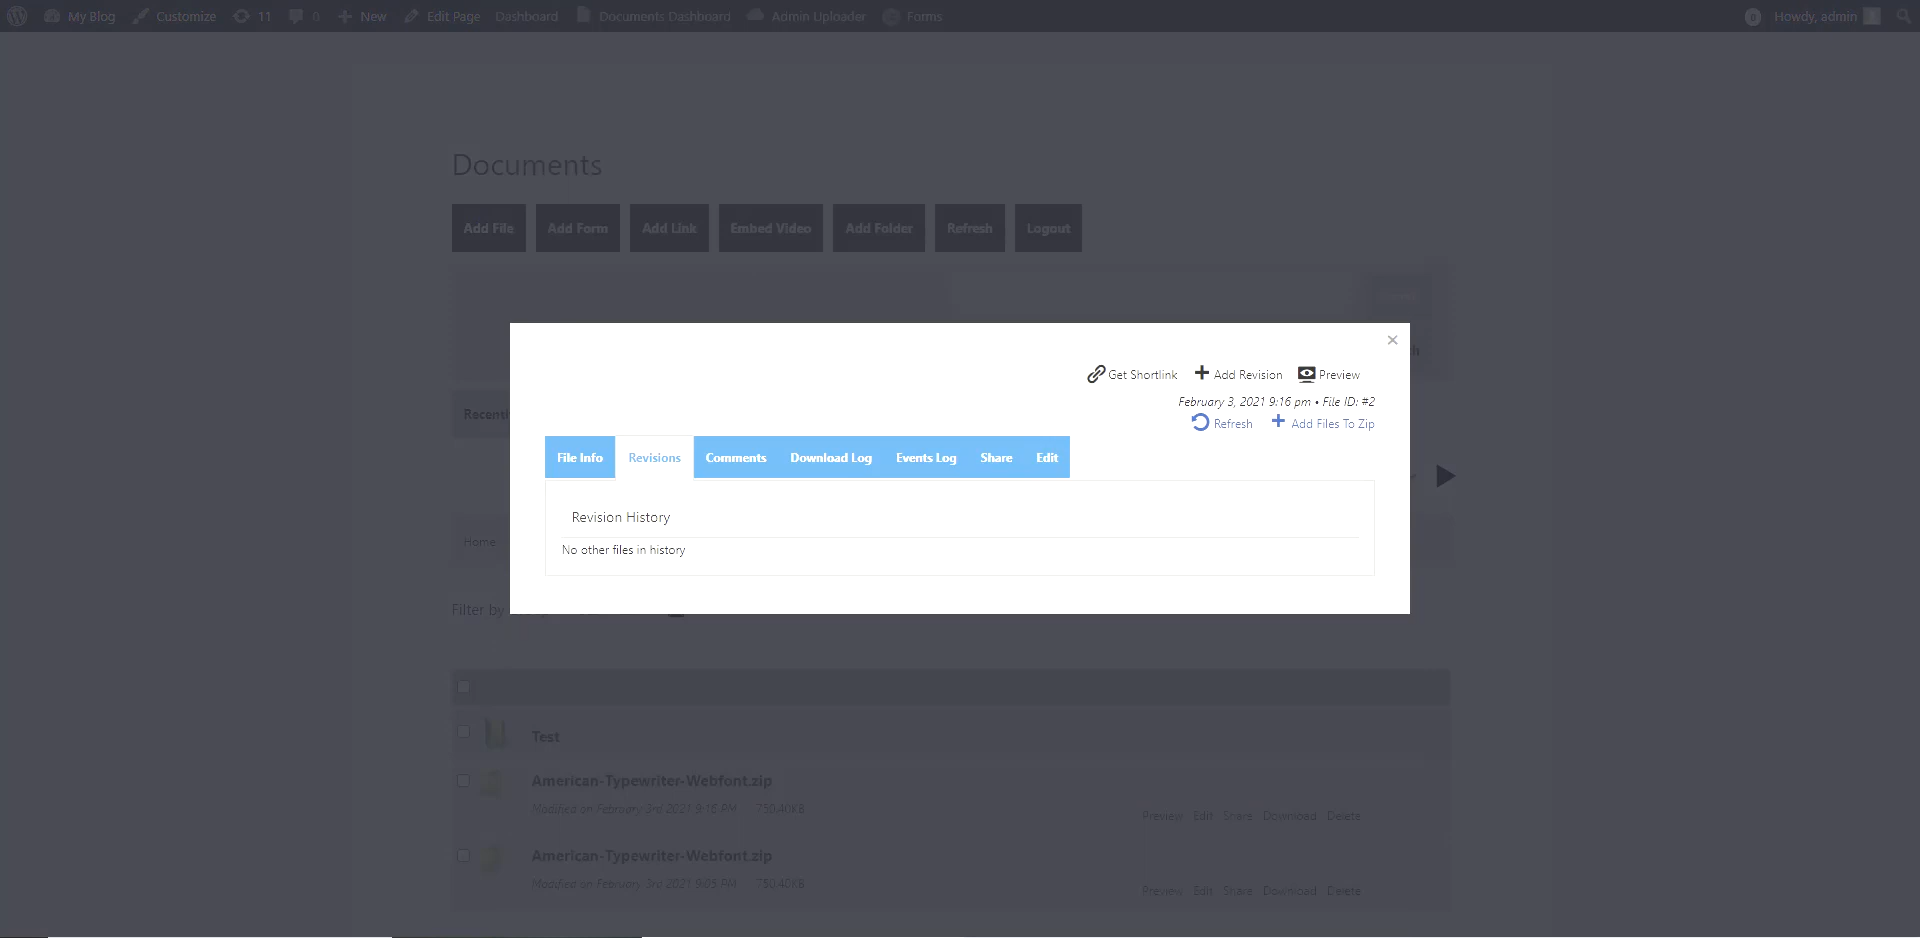 My Blog Customize 11 0 New Edit Page Dashboard Documents Dashboard Admin Uploader Forms 0 Howdy, admin
Documents
Add File Add Form Add Link Embed Video Add Folder Refresh Logout
×
Get Shortlink Add Revision Preview
February 3, 2021 9:16 pm • File ID: #2
Refresh Add Files To Zip
File Info Revisions Comments Download Log Events Log Share Edit
Revision History
No other files in history
Home
Filter by
Test
American-Typewriter-Webfont.zip
Modified on February 3rd 2021 9:16 PM 750.40KB
Preview Edit Share Download Delete
American-Typewriter-Webfont.zip
Modified on February 3rd 2021 9:05 PM 750.40KB
Preview Edit Share Download Delete